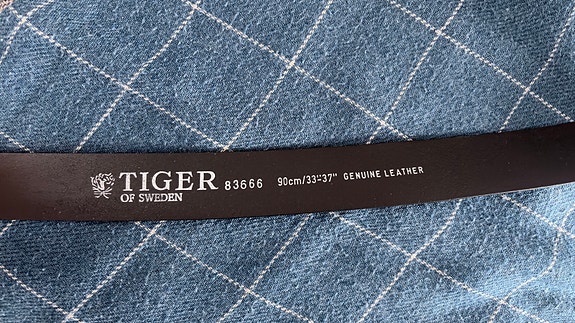 TIGER
OF SWEDEN
83666 90cm/33"-37" GENUINE LEATHER